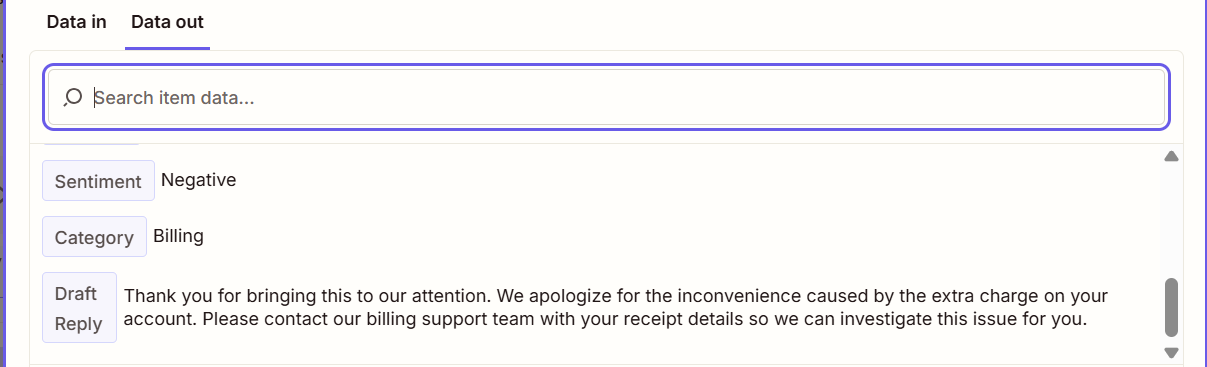 Data in Data out
Search item data...
Sentiment Negative
Category Billing
Draft Reply
Thank you for bringing this to our attention. We apologize for the inconvenience caused by the extra charge on your
account. Please contact our billing support team with your receipt details so we can investigate this issue for you.